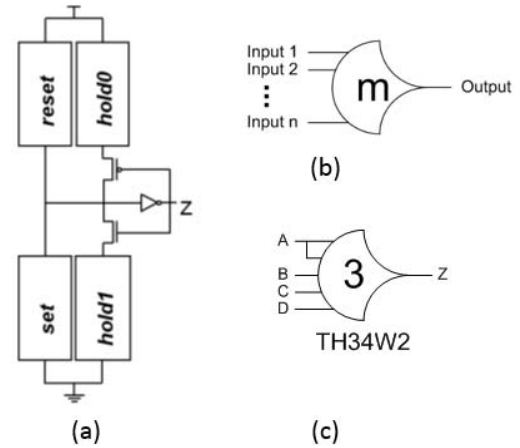 reset
hold0
Z
set
hold1
(a)
Input 1
Input 2
Input n
m
Output
(b)
A
B
C
D
3
Z
TH34W2
(c)